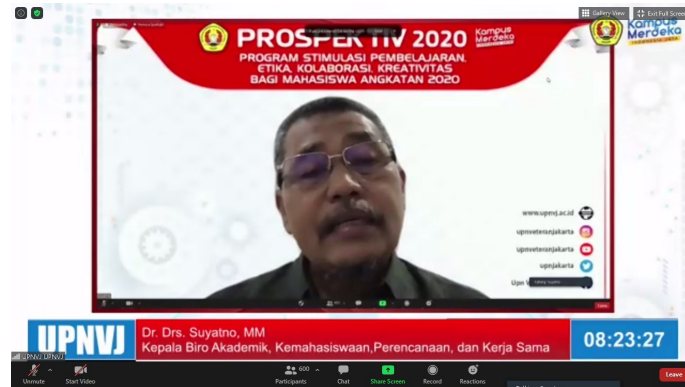 Gallery View
Exit Full Screen
PROSPEKTIV 2020
Kampus
Merdeka
PROGRAM STIMULASI PEMBELAJARAN,
ETIKA, KOLABORASI, KREATIVITAS
BAGI MAHASISWA ANGKATAN 2020
Kampus
Merdeka
www.upnvj.ac.id
upnveteranjakarta
upnveteranjakarta
upnjakarta
Upn V
UPNVJ
Dr. Drs. Suyatno, MM
Kepala Biro Akademik, Kemahasiswaan,Perencanaan, dan Kerja Sama
08:23:27
UPNVJ UPNVJ
Unmute
Start Video
600
Participants
Chat
Share Screen
Record
Reactions
Leave